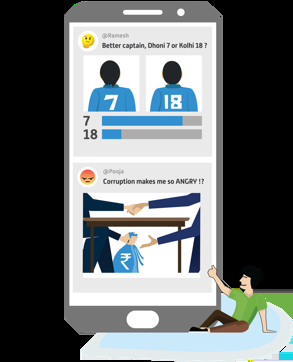 @Ramesh
Better captain, Dhoni 7 or Kolhi 18 ?
7 18
7
18
@Pooja
Corruption makes me so ANGRY !?
₹